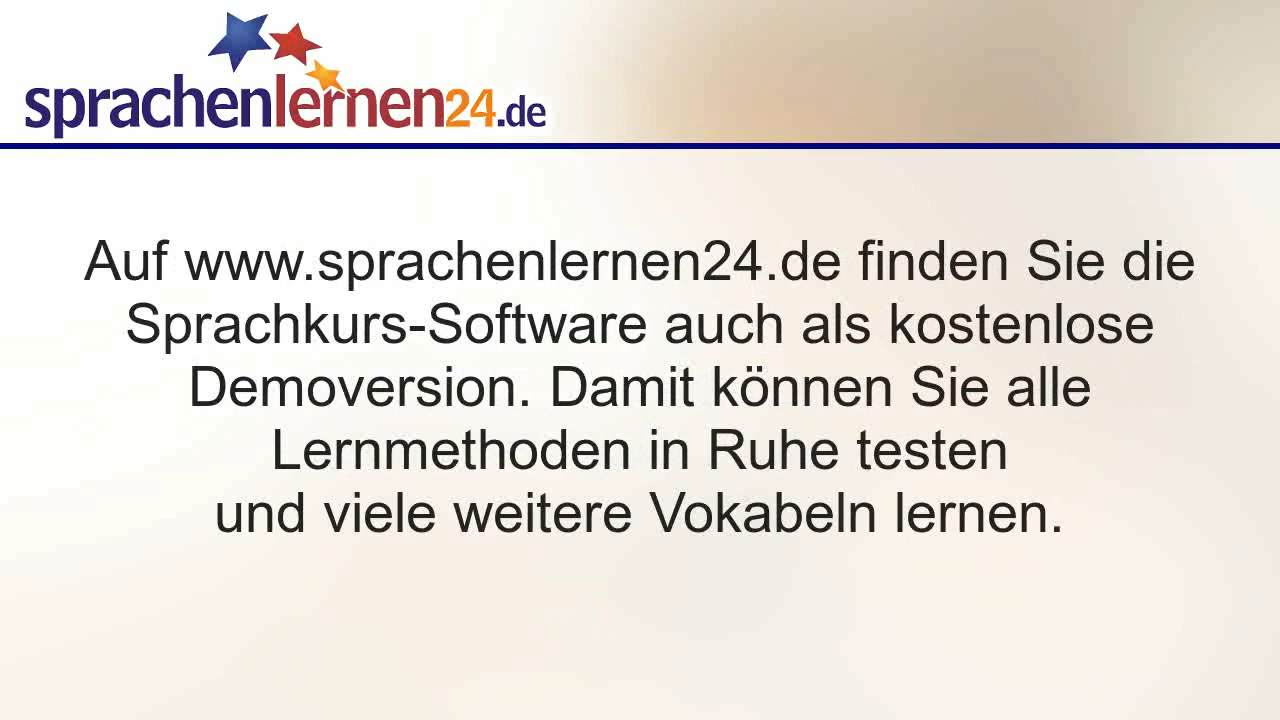 sprachenlernen24.de
Auf www.sprachenlernen24.de finden Sie die
Sprachkurs-Software auch als kostenlose
Demoversion. Damit können Sie alle
Lernmethoden in Ruhe testen
und viele weitere Vokabeln lernen.